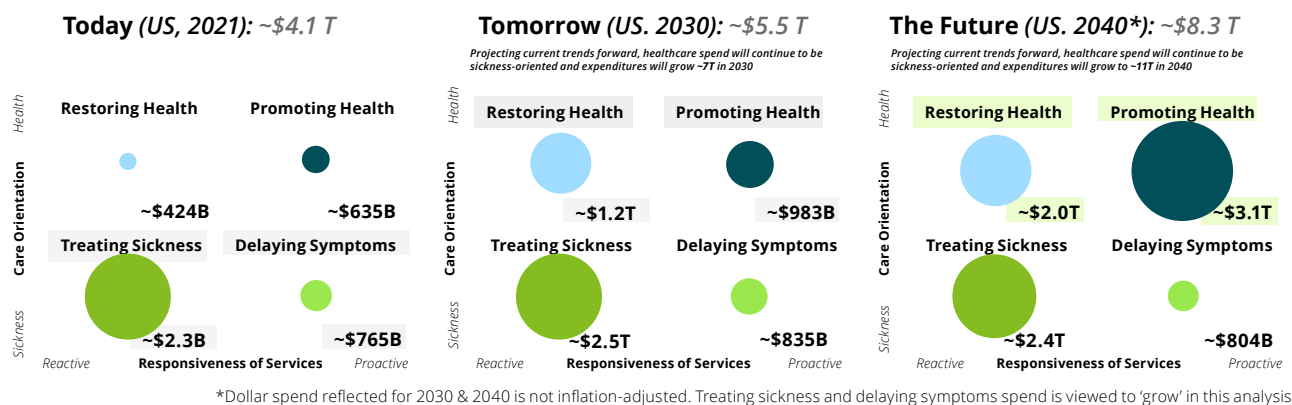 Today (US, 2021): ~$4.1 T
Health
Restoring Health
Promoting Health
~$424B
~$635B
Care Orientation
Treating Sickness
Delaying Symptoms
~$2.3B
~$765B
Sickness
Reactive
Responsiveness of Services
Proactive
Tomorrow (US. 2030): ~$5.5 T
Projecting current trends forward, healthcare spend will continue to be
sickness-oriented and expenditures will grow ~7T in 2030
Health
Restoring Health
Promoting Health
~$1.2T
~$983B
Care Orientation
Treating Sickness
Delaying Symptoms
~$2.5T
~$835B
Sickness
Reactive
Responsiveness of Services
Proactive
The Future (US. 2040*): ~$8.3 T
Projecting current trends forward, healthcare spend will continue to be
sickness-oriented and expenditures will grow to ~11T in 2040
Health
Restoring Health
Promoting Health
~$2.0T
~$3.1T
Care Orientation
Treating Sickness
Delaying Symptoms
~$2.4T
~$804B
Sickness
Reactive
Responsiveness of Services
Proactive
*Dollar spend reflected for 2030 & 2040 is not inflation-adjusted. Treating sickness and delaying symptoms spend is viewed to ‘grow’ in this analysis